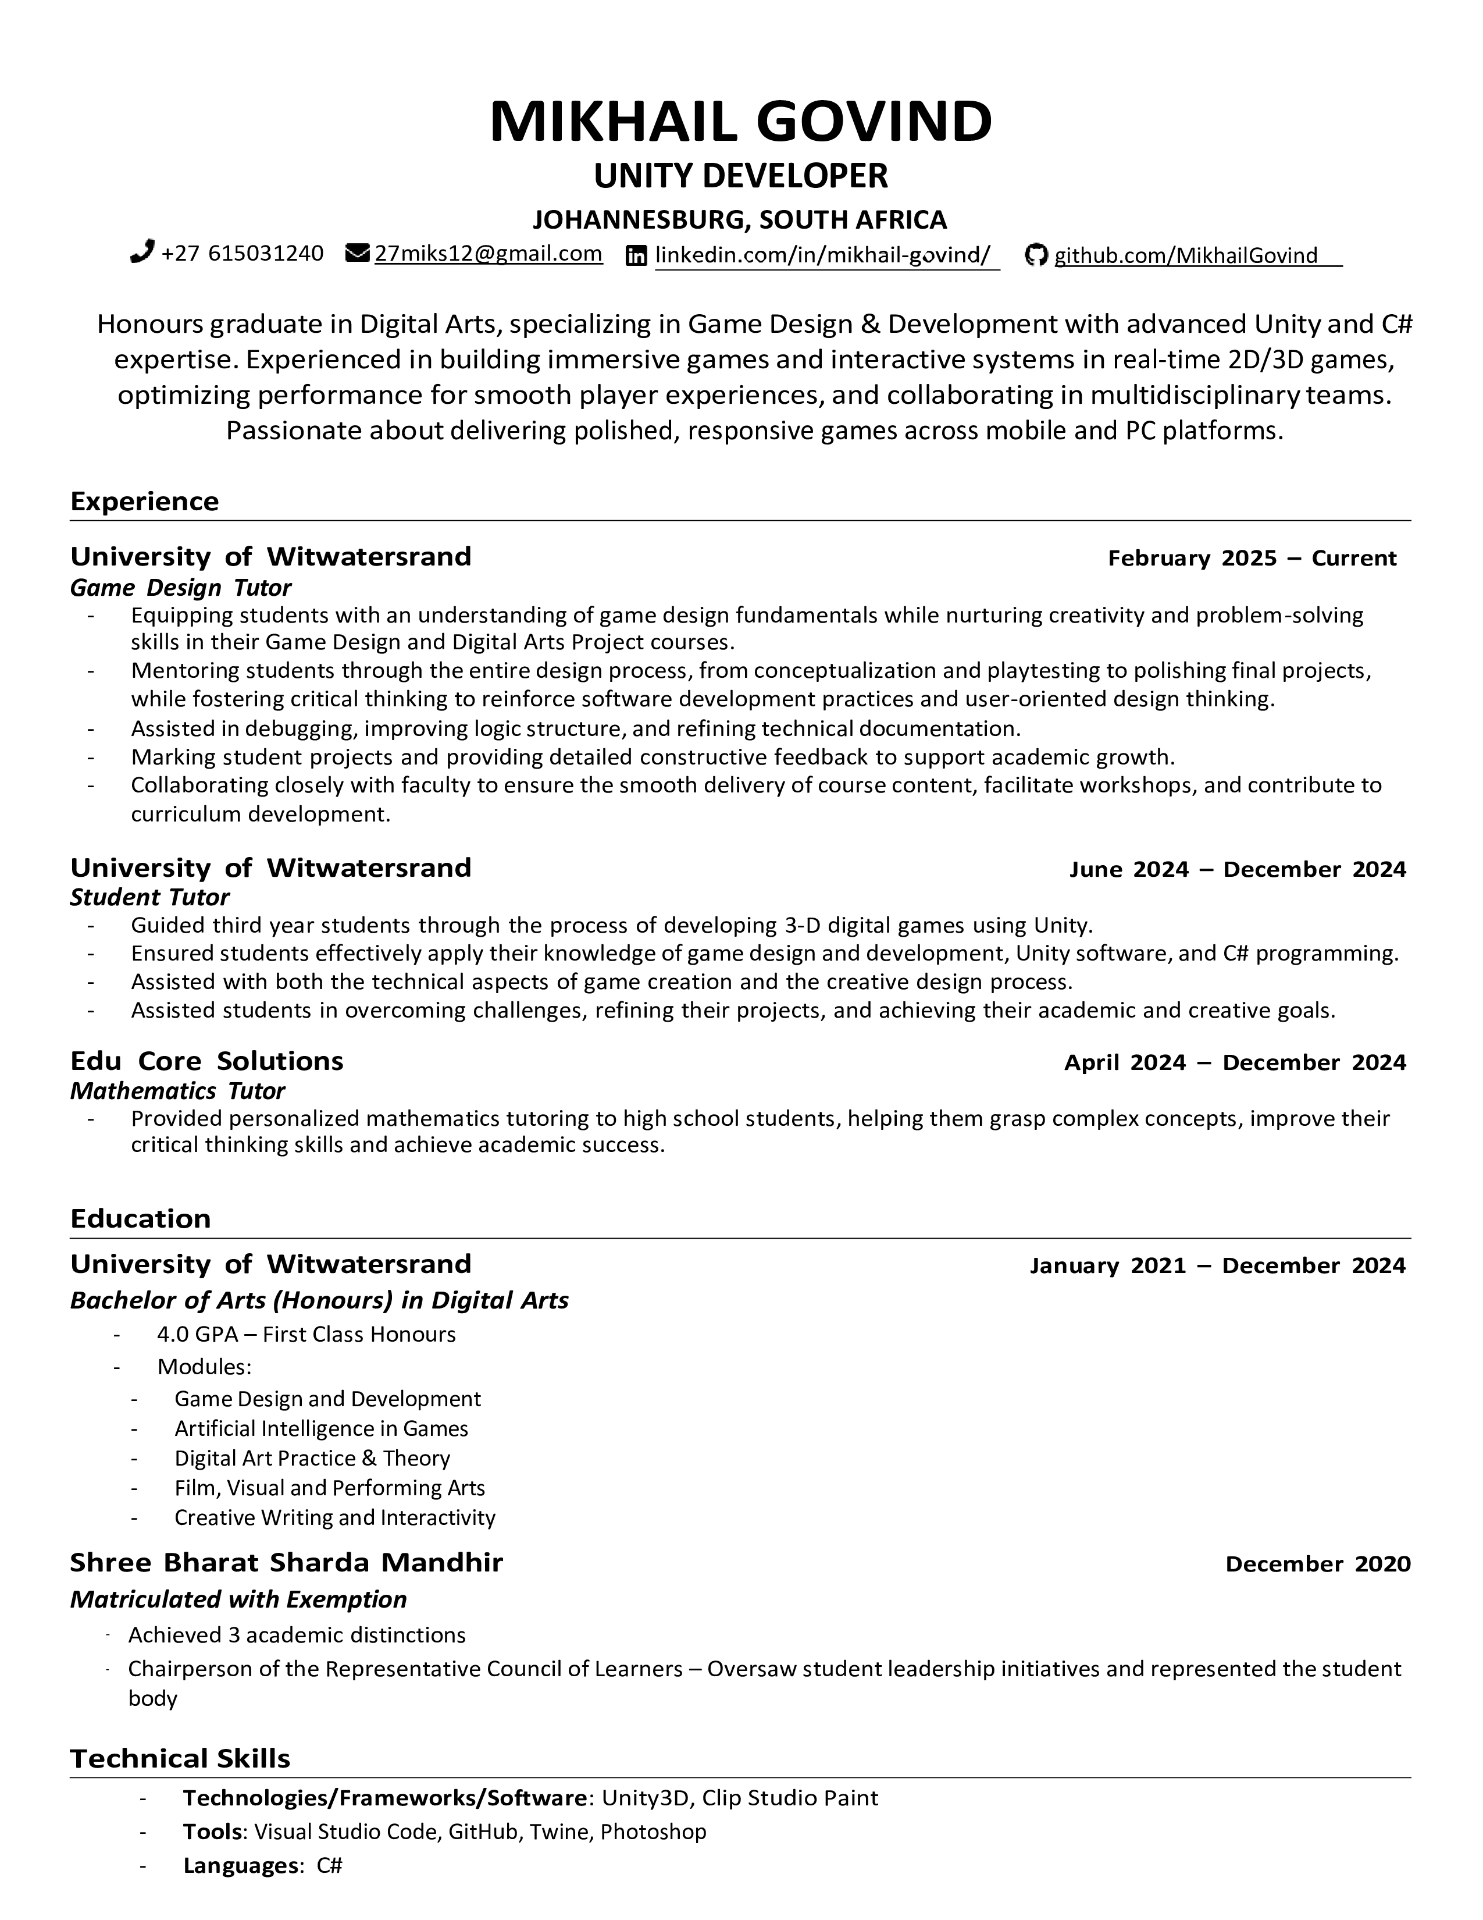 MIKHAIL GOVIND
UNITY DEVELOPER
JOHANNESBURG, SOUTH AFRICA
+27 615031240 27miks12@gmail.com linkedin.com/in/mikhail-govind/ github.com/MikhailGovind
Honours graduate in Digital Arts, specializing in Game Design & Development with advanced Unity and C#
expertise. Experienced in building immersive games and interactive systems in real-time 2D/3D games,
optimizing performance for smooth player experiences, and collaborating in multidisciplinary teams.
Passionate about delivering polished, responsive games across mobile and PC platforms.
Experience
University of Witwatersrand February 2025 – Current
Game Design Tutor
- Equipping students with an understanding of game design fundamentals while nurturing creativity and problem-solving
skills in their Game Design and Digital Arts Project courses.
- Mentoring students through the entire design process, from conceptualization and playtesting to polishing final projects,
while fostering critical thinking to reinforce software development practices and user-oriented design thinking.
- Assisted in debugging, improving logic structure, and refining technical documentation.
- Marking student projects and providing detailed constructive feedback to support academic growth.
- Collaborating closely with faculty to ensure the smooth delivery of course content, facilitate workshops, and contribute to
curriculum development.
University of Witwatersrand June 2024 – December 2024
Student Tutor
- Guided third year students through the process of developing 3-D digital games using Unity.
- Ensured students effectively apply their knowledge of game design and development, Unity software, and C# programming.
- Assisted with both the technical aspects of game creation and the creative design process.
- Assisted students in overcoming challenges, refining their projects, and achieving their academic and creative goals.
Edu Core Solutions April 2024 – December 2024
Mathematics Tutor
- Provided personalized mathematics tutoring to high school students, helping them grasp complex concepts, improve their
critical thinking skills and achieve academic success.
Education
University of Witwatersrand January 2021 – December 2024
Bachelor of Arts (Honours) in Digital Arts
- 4.0 GPA – First Class Honours
- Modules:
- Game Design and Development
- Artificial Intelligence in Games
- Digital Art Practice & Theory
- Film, Visual and Performing Arts
- Creative Writing and Interactivity
Shree Bharat Sharda Mandhir December 2020
Matriculated with Exemption
- Achieved 3 academic distinctions
- Chairperson of the Representative Council of Learners – Oversaw student leadership initiatives and represented the student
body
Technical Skills
- Technologies/Frameworks/Software: Unity3D, Clip Studio Paint
- Tools: Visual Studio Code, GitHub, Twine, Photoshop
- Languages: C#